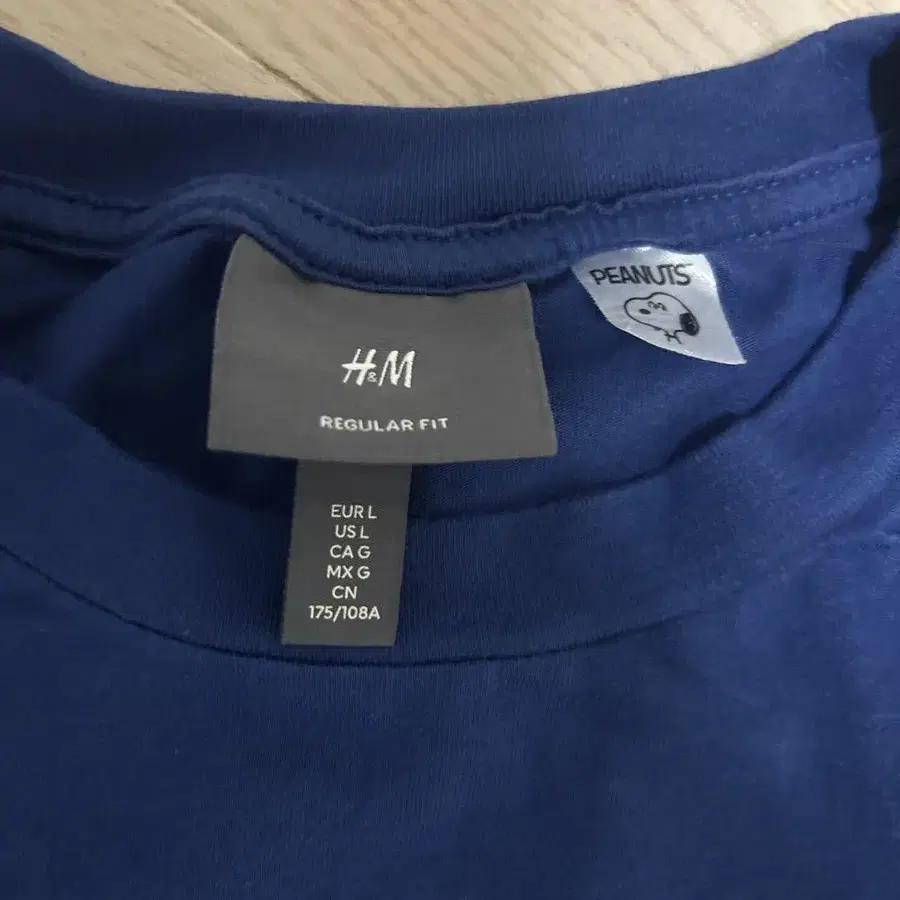 PEANUTS
H&M
REGULAR FIT
EUR L
US L
CA G
MX G
CN
175/108A